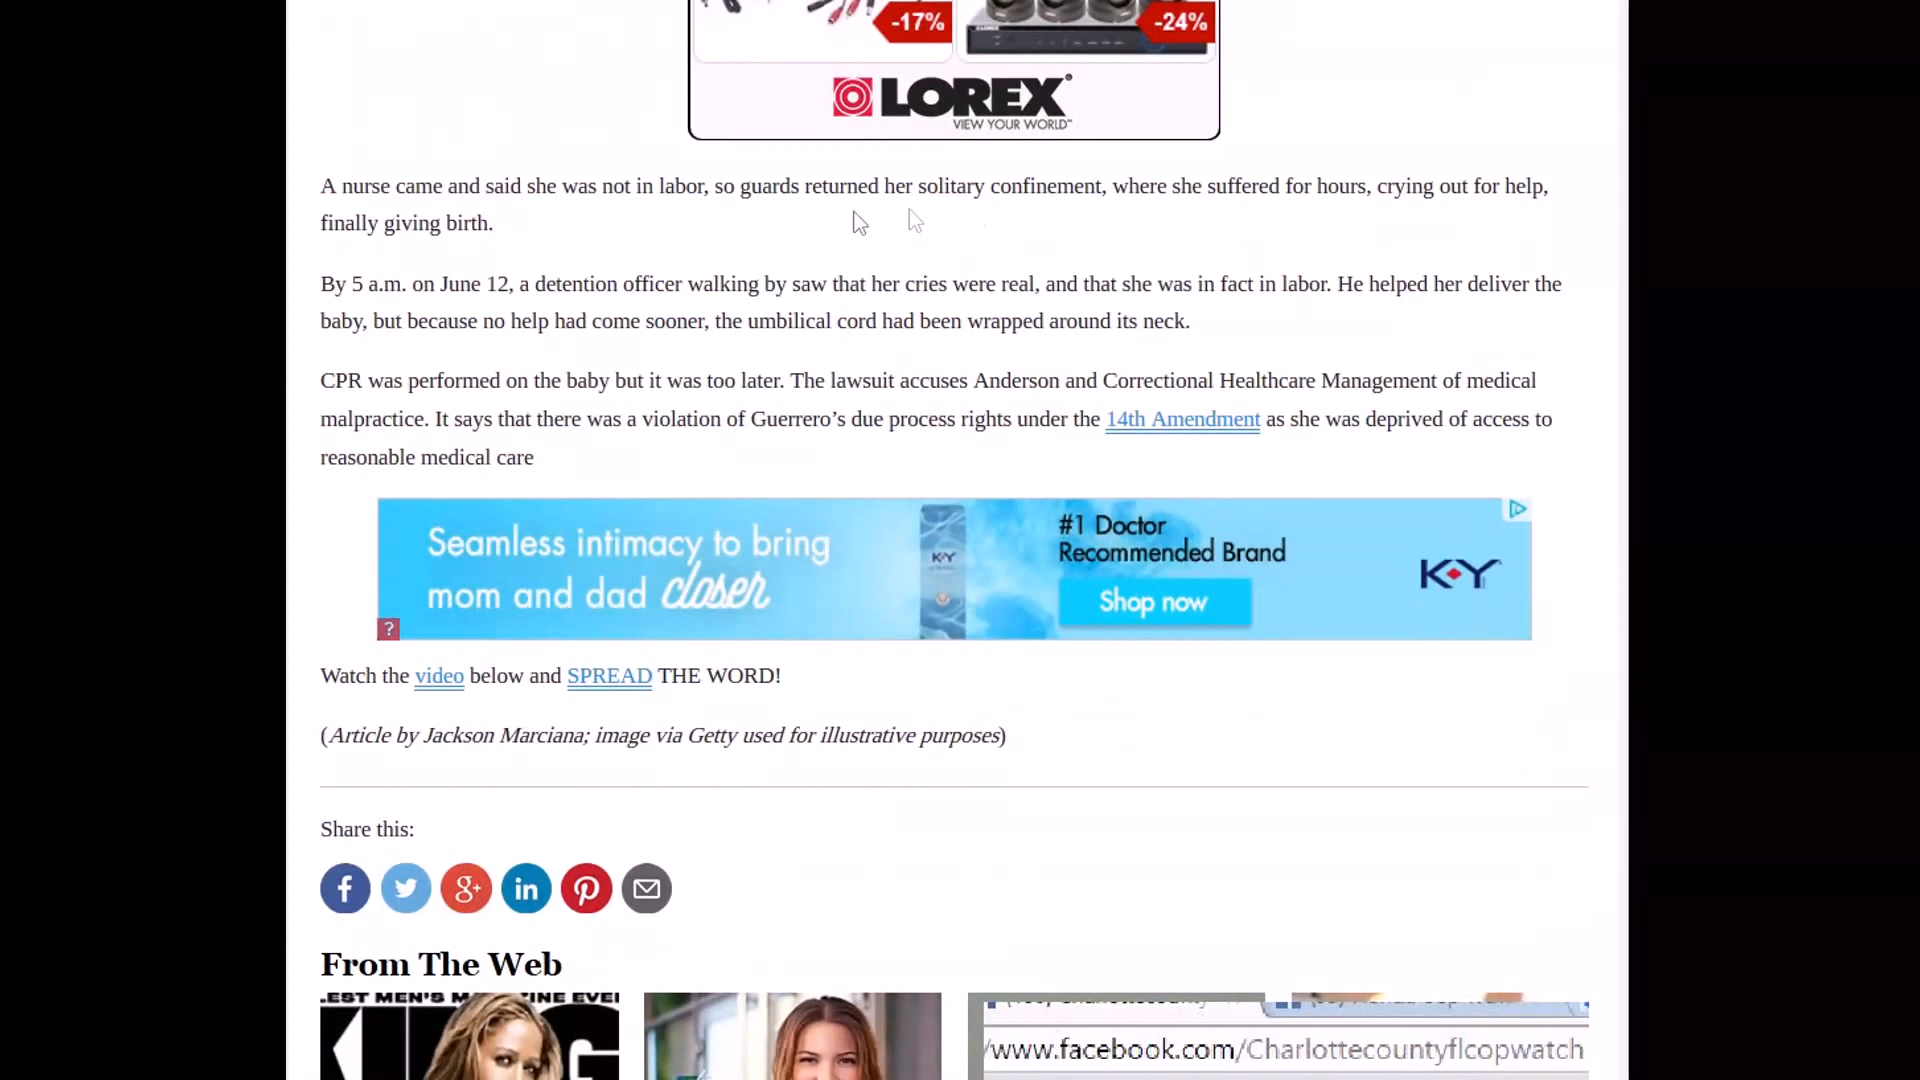 -17%
-24%
LOREX
VIEW YOUR WORLD
A nurse came and said she was not in labor, so guards returned her solitary confinement, where she suffered for hours, crying out for help,
finally giving birth.
By 5 a.m. on June 12, a detention officer walking by saw that her cries were real, and that she was in fact in labor. He helped her deliver the
baby, but because no help had come sooner, the umbilical cord had been wrapped around its neck.
CPR was performed on the baby but it was too later. The lawsuit accuses Anderson and Correctional Healthcare Management of medical
malpractice. It says that there was a violation of Guerrero’s due process rights under the 14th Amendment as she was deprived of access to
reasonable medical care
Seamless intimacy to bring
mom and dad closer
K-Y
#1 Doctor
Recommended Brand
Shop now
K-Y
?
Watch the video below and SPREAD THE WORD!
(Article by Jackson Marciana; image via Getty used for illustrative purposes)
Share this:
From The Web
/www.facebook.com/Charlottecountyflcopwatch